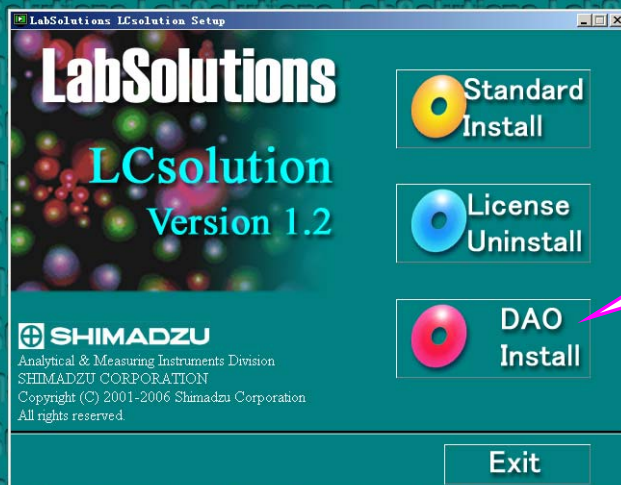 LabSolutions LCsolution Setup
LabSolutions
LCsolution
Version 1.2
Standard
Install
License
Uninstall
DAO
Install
SHIMADZU
Analytical & Measuring Instruments Division
SHIMADZU CORPORATION
Copyright (C) 2001-2006 Shimadzu Corporation
All rights reserved.
Exit